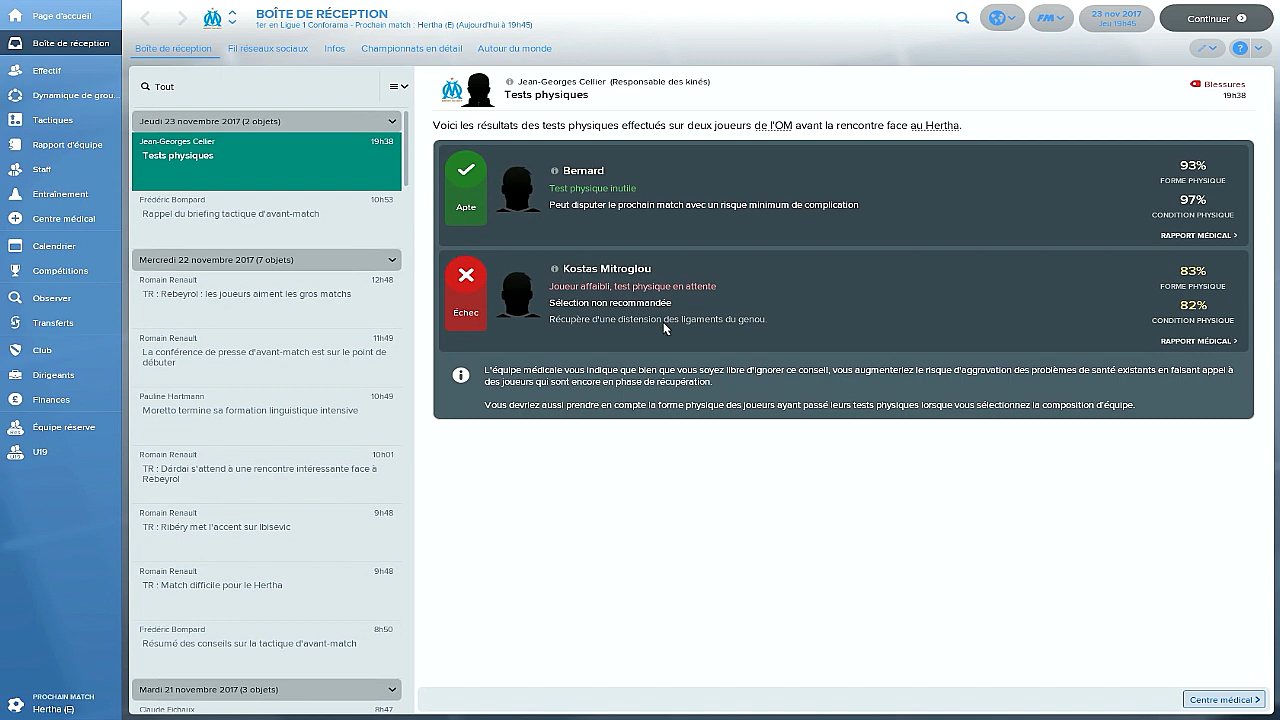 Page d'accueil
Boîte de réception
Effectif
Dynamique de grou...
Tactiques
Rapport d'équipe
Staff
Entraînement
Centre médical
Calendrier
Compétitions
Observer
Transferts
Club
Dirigeants
Finances
Équipe réserve
U19
PROCHAIN MATCH
Hertha (E)
BOÎTE DE RÉCEPTION
1er en Ligue 1 Conforama - Prochain match : Hertha (E) (Aujourd'hui à 19h45)
FM
23 nov 2017
Jeu 19h45
Continuer
Boîte de réception
Fil réseaux sociaux
Infos
Championnats en détail
Autour du monde
?
Tout
Jeudi 23 novembre 2017 (2 objets)
Jean-Georges Cellier 19h38
Tests physiques
Frédéric Bompard 10h53
Rappel du briefing tactique d'avant-match
Mercredi 22 novembre 2017 (7 objets)
Romain Renault 12h48
TR : Rebeyrol : les joueurs aiment les gros matchs
Romain Renault 11h49
La conférence de presse d'avant-match est sur le point de
débuter
Pauline Hartmann 10h49
Moretto termine sa formation linguistique intensive
Romain Renault 10h01
TR : Dárdai s'attend à une rencontre intéressante face à
Rebeyrol
Romain Renault 9h48
TR : Ribéry met l'accent sur Ibisevic
Romain Renault 9h48
TR : Match difficile pour le Hertha
Frédéric Bompard 8h50
Résumé des conseils sur la tactique d'avant-match
Mardi 21 novembre 2017 (3 objets)
Claude Fichaux 8h47
Jean-Georges Cellier (Responsable des kinés)
Tests physiques
Blessures
19h38
Voici les résultats des tests physiques effectués sur deux joueurs de l'OM avant la rencontre face au Hertha.
Apte
Bernard
Test physique inutile
Peut disputer le prochain match avec un risque minimum de complication
93%
FORME PHYSIQUE
97%
CONDITION PHYSIQUE
RAPPORT MÉDICAL >
Échec
Kostas Mitroglou
Joueur affaibli, test physique en attente
Sélection non recommandée
Récupère d'une distension des ligaments du genou.
83%
FORME PHYSIQUE
82%
CONDITION PHYSIQUE
RAPPORT MÉDICAL >
L'équipe médicale vous indique que bien que vous soyez libre d'ignorer ce conseil, vous augmenteriez le risque d'aggravation des problèmes de santé existants en faisant appel à
des joueurs qui sont encore en phase de récupération.
Vous devriez aussi prendre en compte la forme physique des joueurs ayant passé leurs tests physiques lorsque vous sélectionnez la composition d'équipe.
Centre médical >